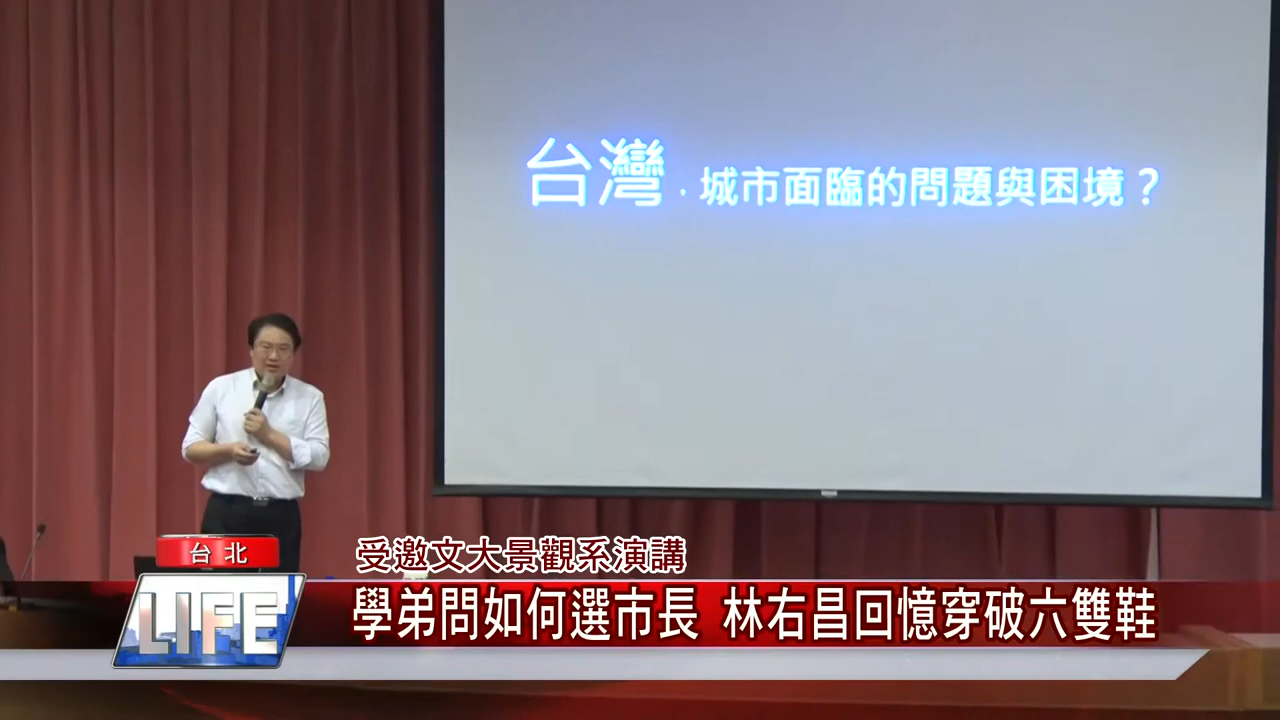 台灣．城市面臨的問題與困境？
受邀文大景觀系演講
台北
LIFE
學弟問如何選市長 林右昌回憶穿破六雙鞋